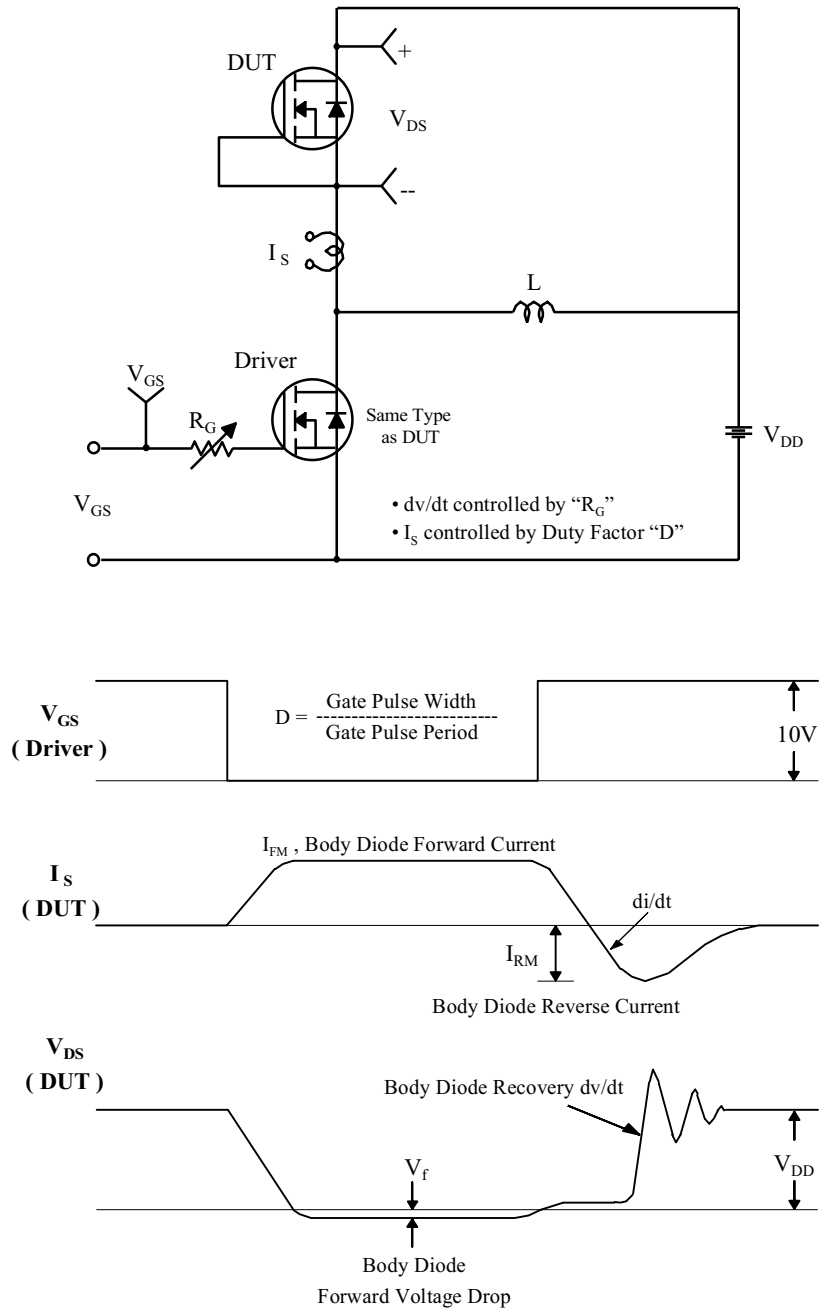 DUT
+
V_DS
--
I_S
L
Driver
V_GS
R_G
Same Type
as DUT
V_DD
V_GS
• dv/dt controlled by “R_G”
• I_S controlled by Duty Factor “D”
V_GS
( Driver )
D = Gate Pulse Width
--------------------------
Gate Pulse Period
10V
I_FM , Body Diode Forward Current
I_S
( DUT )
di/dt
I_RM
Body Diode Reverse Current
V_DS
( DUT )
Body Diode Recovery dv/dt
V_f
V_DD
Body Diode
Forward Voltage Drop